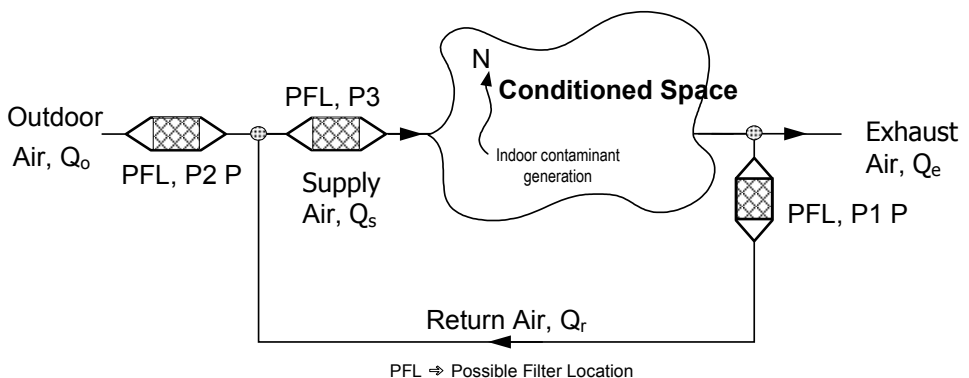 N
Conditioned Space
Indoor contaminant
generation
Outdoor
Air, Qo
PFL, P2 P
PFL, P3
Supply
Air, Qs
Exhaust
Air, Qe
PFL, P1 P
Return Air, Qr
PFL ⇒ Possible Filter Location